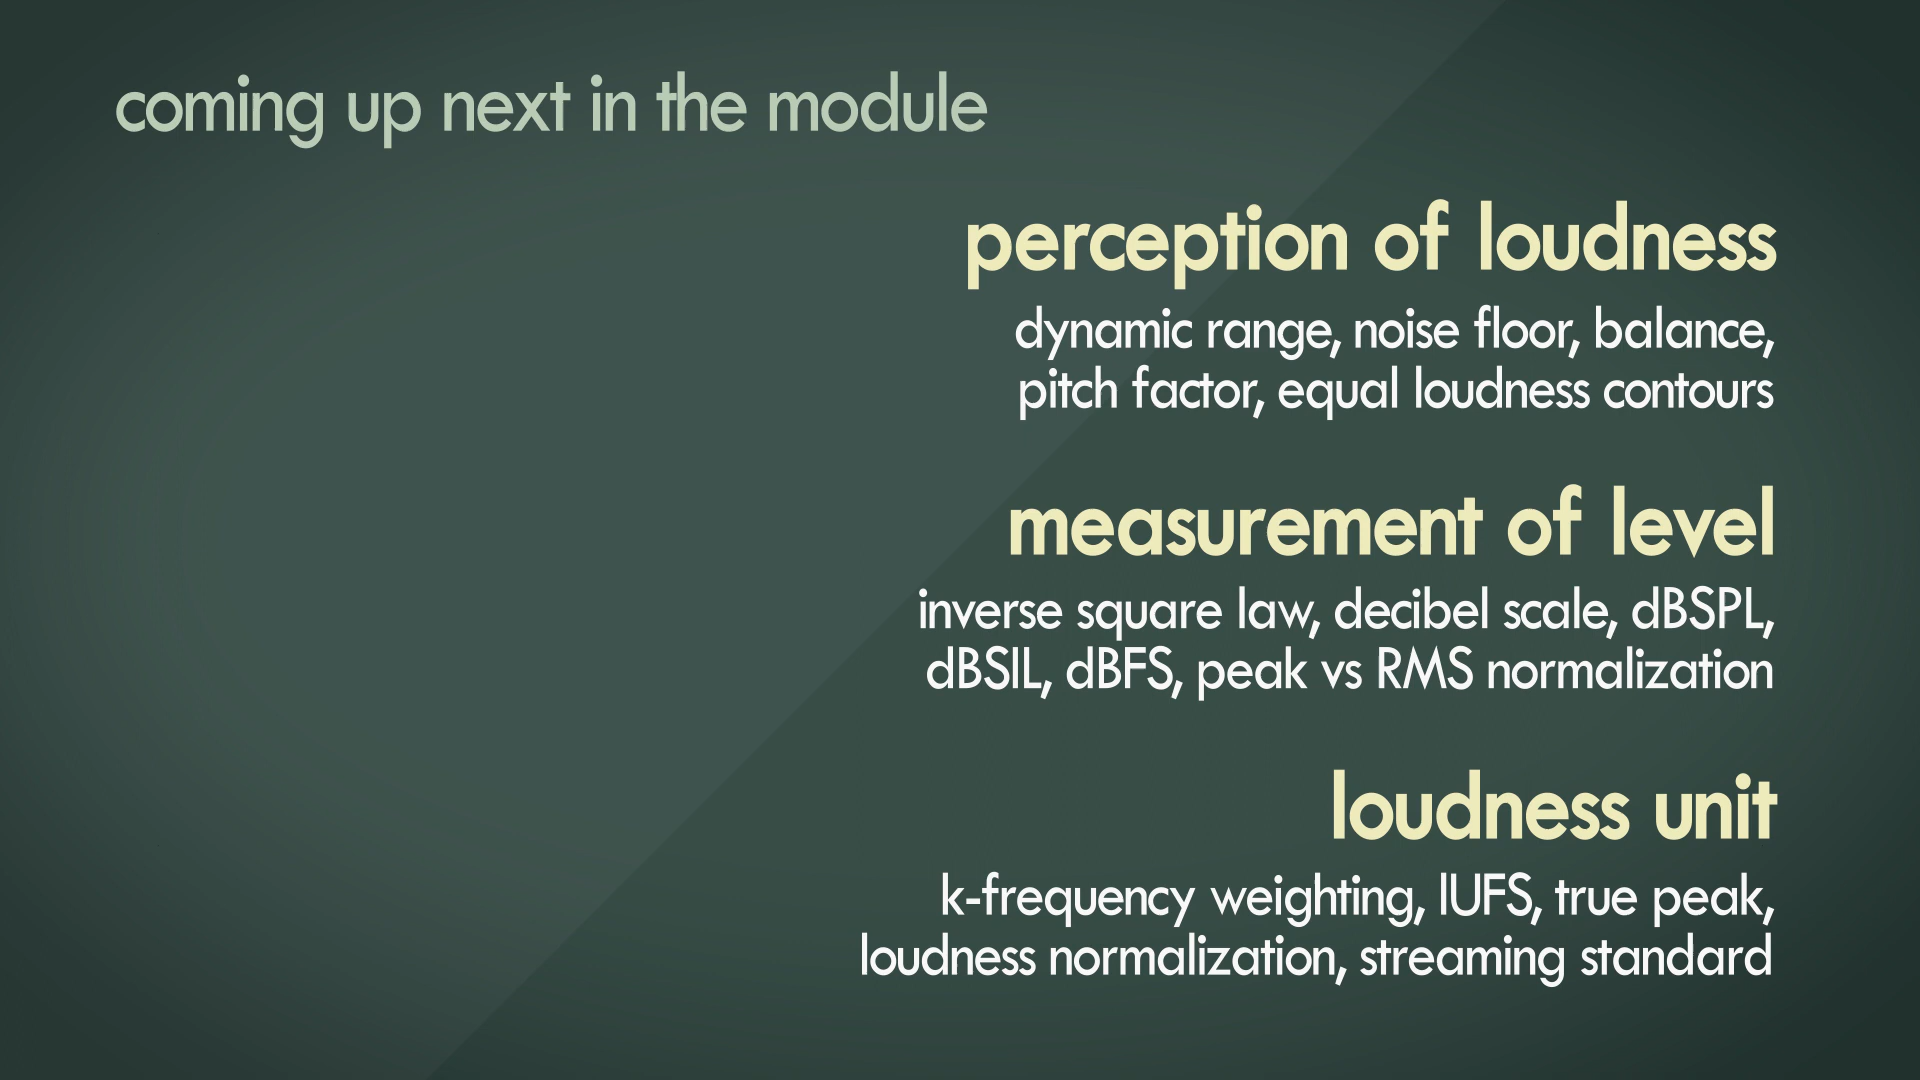 coming up next in the module
perception of loudness
dynamic range, noise floor, balance,
pitch factor, equal loudness contours
measurement of level
inverse square law, decibel scale, dBSPL,
dBSIL, dBFS, peak vs RMS normalization
loudness unit
k-frequency weighting, lUFS, true peak,
loudness normalization, streaming standard